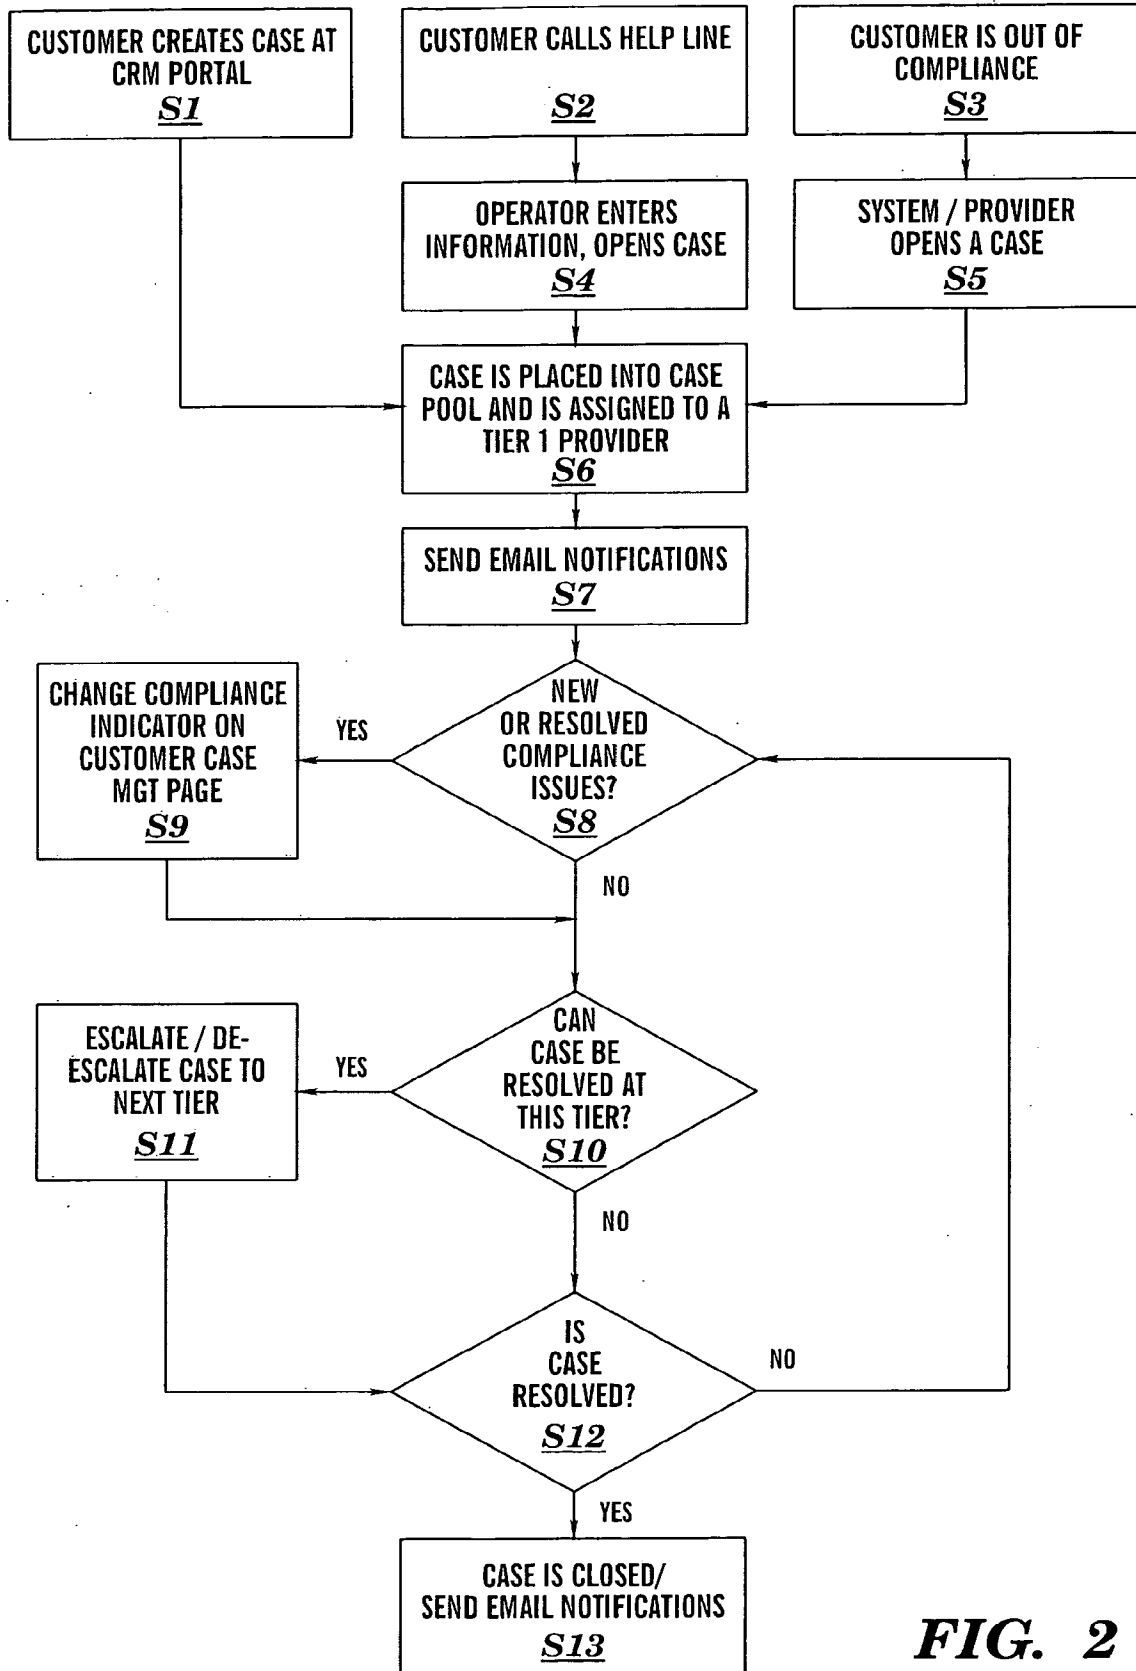 CUSTOMER CREATES CASE AT
CRM PORTAL
S1
CUSTOMER CALLS HELP LINE
S2
CUSTOMER IS OUT OF
COMPLIANCE
S3
OPERATOR ENTERS
INFORMATION, OPENS CASE
S4
SYSTEM / PROVIDER
OPENS A CASE
S5
CASE IS PLACED INTO CASE
POOL AND IS ASSIGNED TO A
TIER 1 PROVIDER
S6
SEND EMAIL NOTIFICATIONS
S7
NEW
OR RESOLVED
COMPLIANCE
ISSUES?
S8
YES
CHANGE COMPLIANCE
INDICATOR ON
CUSTOMER CASE
MGT PAGE
S9
NO
CAN
CASE BE
RESOLVED AT
THIS TIER?
S10
YES
ESCALATE / DE-
ESCALATE CASE TO
NEXT TIER
S11
NO
IS
CASE
RESOLVED?
S12
NO
YES
CASE IS CLOSED/
SEND EMAIL NOTIFICATIONS
S13
FIG. 2